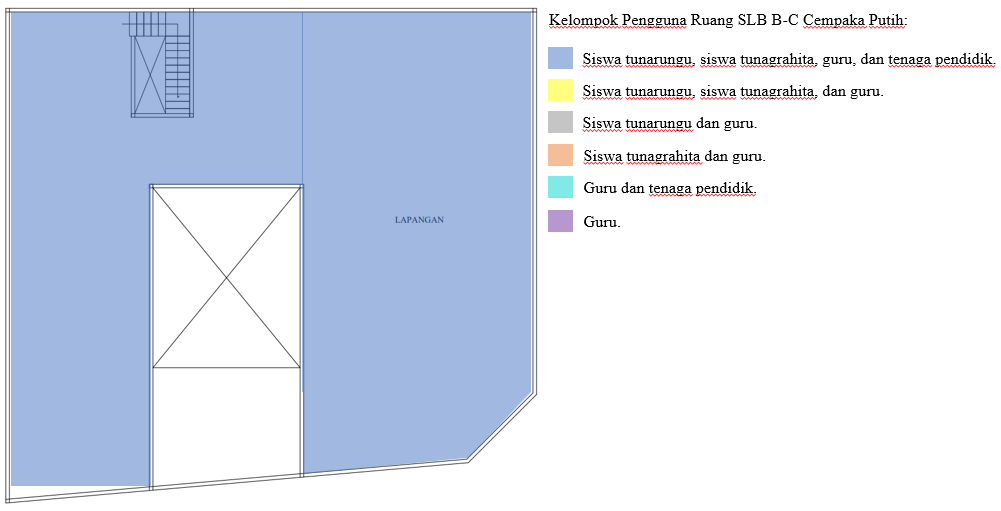 Kelompok Pengguna Ruang SLB B-C Cempaka Putih:
Siswa tunarungu, siswa tunagrahita, guru, dan tenaga pendidik.
Siswa tunarungu, siswa tunagrahita, dan guru.
Siswa tunarungu dan guru.
Siswa tunagrahita dan guru.
Guru dan tenaga pendidik.
Guru.
LAPANGAN